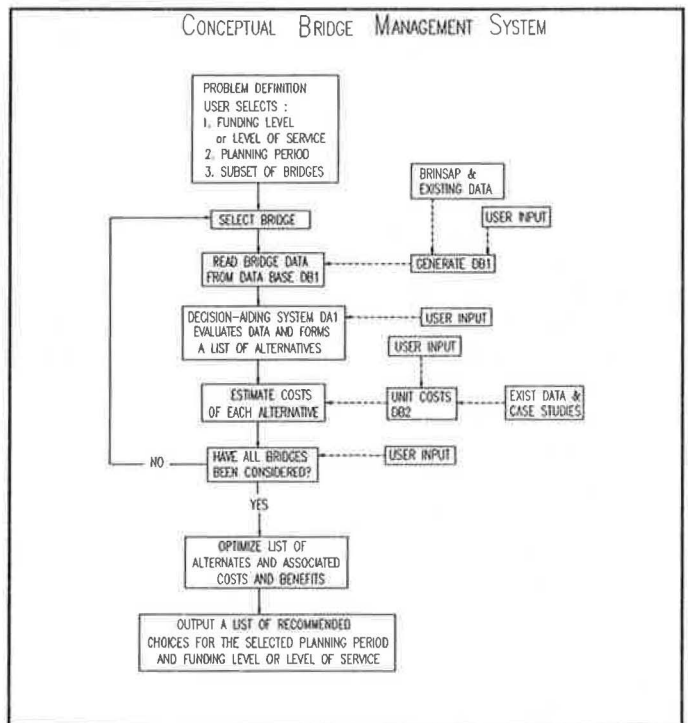 CONCEPTUAL BRIDGE MANAGEMENT SYSTEM
PROBLEM DEFINITION
USER SELECTS :
1. FUNDING LEVEL
or LEVEL OF SERVICE
2. PLANNING PERIOD
3. SUBSET OF BRIDGES
BRINSAP &
EXISTING DATA
USER INPUT
SELECT BRIDGE
READ BRIDGE DATA
FROM DATA BASE DB1
GENERATE DB1
DECISION-AIDING SYSTEM DA1
EVALUATES DATA AND FORMS
A LIST OF ALTERNATIVES
USER INPUT
USER INPUT
ESTIMATE COSTS
OF EACH ALTERNATIVE
UNIT COSTS
DB2
EXIST DATA &
CASE STUDIES
NO
HAVE ALL BRIDGES
BEEN CONSIDERED?
USER INPUT
YES
OPTIMIZE LIST OF
ALTERNATES AND ASSOCIATED
COSTS AND BENEFITS
OUTPUT A LIST OF RECOMMENDED
CHOICES FOR THE SELECTED PLANNING PERIOD
AND FUNDING LEVEL OR LEVEL OF SERVICE